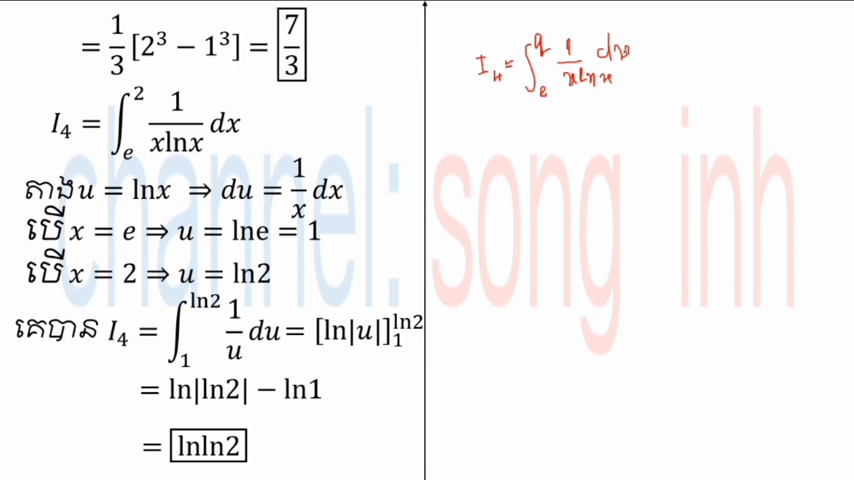 = 1/3 [2³ − 1³] = 7/3
I₄ = ∫ₑ² 1/(xlnx) dx
តាង u = lnx ⇒ du = 1/x dx
បើ x = e ⇒ u = lne = 1
បើ x = 2 ⇒ u = ln2
គេបាន I₄ = ∫₁^{ln2} 1/u du = [ln|u|]₁^{ln2}
= ln|ln2| − ln1
= lnln2
I₄ = ∫ₑ 1/(xlnx) dx
channel: song inh